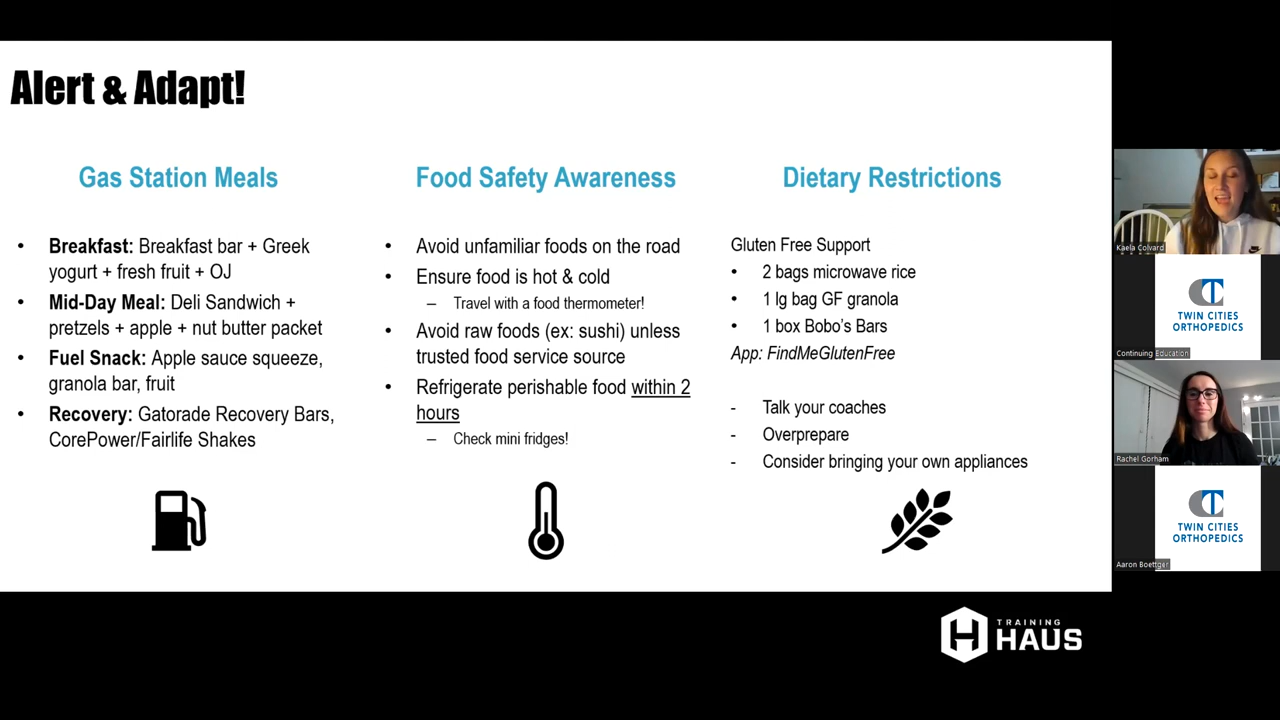 Alert & Adapt!
Gas Station Meals
• Breakfast: Breakfast bar + Greek
yogurt + fresh fruit + OJ
• Mid-Day Meal: Deli Sandwich +
pretzels + apple + nut butter packet
• Fuel Snack: Apple sauce squeeze,
granola bar, fruit
• Recovery: Gatorade Recovery Bars,
CorePower/Fairlife Shakes
Food Safety Awareness
• Avoid unfamiliar foods on the road
• Ensure food is hot & cold
– Travel with a food thermometer!
• Avoid raw foods (ex: sushi) unless
trusted food service source
• Refrigerate perishable food within 2
hours
– Check mini fridges!
Dietary Restrictions
Gluten Free Support
• 2 bags microwave rice
• 1 lg bag GF granola
• 1 box Bobo's Bars
App: FindMeGlutenFree
- Talk your coaches
- Overprepare
- Consider bringing your own appliances
Kaela Colvard
TWIN CITIES
ORTHOPEDICS
Continuing Education
Rachel Gorham
TWIN CITIES
ORTHOPEDICS
Aaron Boettger
TRAINING
HAUS